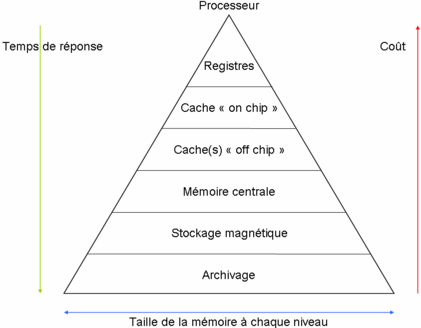 Processeur
Temps de réponse
Coût
Registres
Cache « on chip »
Cache(s) « off chip »
Mémoire centrale
Stockage magnétique
Archivage
Taille de la mémoire à chaque niveau